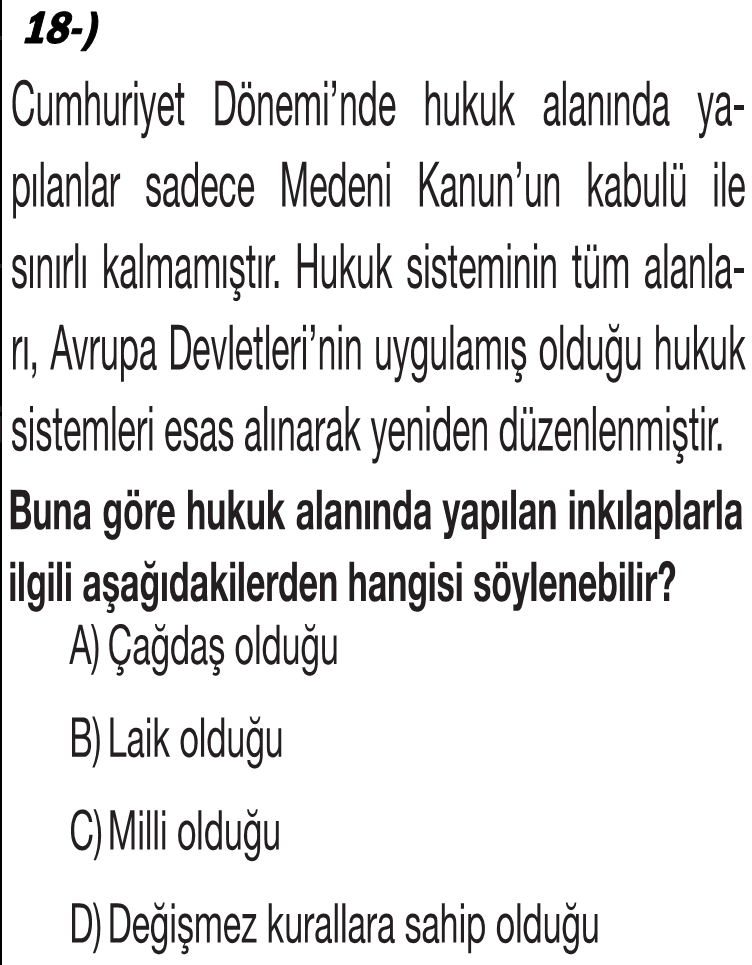 18-)
Cumhuriyet Dönemi'nde hukuk alanında ya-
pılanlar sadece Medeni Kanun'un kabulü ile
sınırlı kalmamıştır. Hukuk sisteminin tüm alanla-
rı, Avrupa Devletleri'nin uygulamış olduğu hukuk
sistemleri esas alınarak yeniden düzenlenmiştir.
Buna göre hukuk alanında yapılan inkılaplarla
ilgili aşağıdakilerden hangisi söylenebilir?
A) Çağdaş olduğu
B) Laik olduğu
C) Milli olduğu
D) Değişmez kurallara sahip olduğu